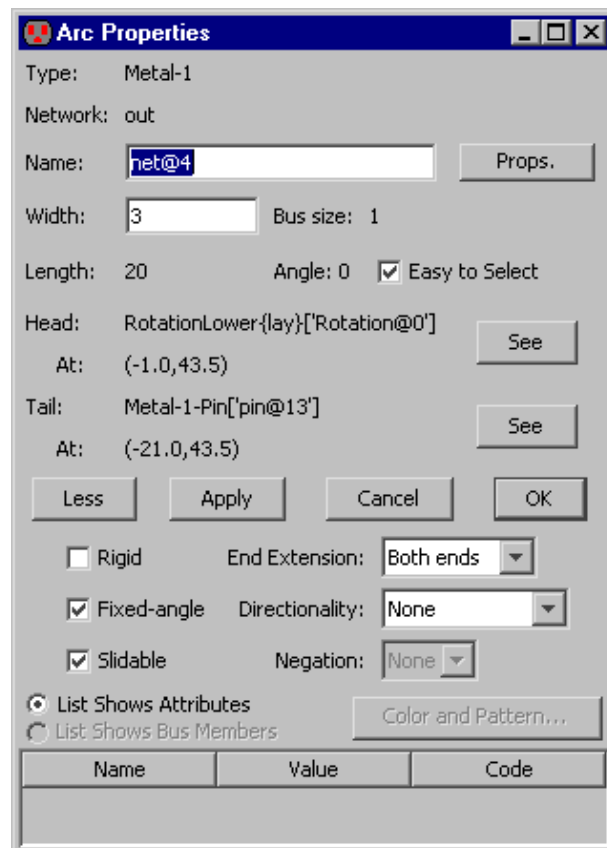 Arc Properties
Type: Metal-1
Network: out
Name: net@4 Props.
Width: 3 Bus size: 1
Length: 20 Angle: 0 Easy to Select
Head: RotationLower{lay}['Rotation@0']
See
At: (-1.0,43.5)
Tail: Metal-1-Pin['pin@13']
See
At: (-21.0,43.5)
Less Apply Cancel OK
Rigid End Extension: Both ends
Fixed-angle Directionality: None
Slidable Negation: None
List Shows Attributes
List Shows Bus Members Color and Pattern...
Name Value Code